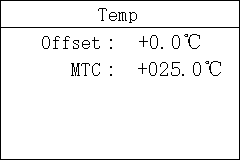 Temp
Offset： +0.0℃
MTC： +025.0℃